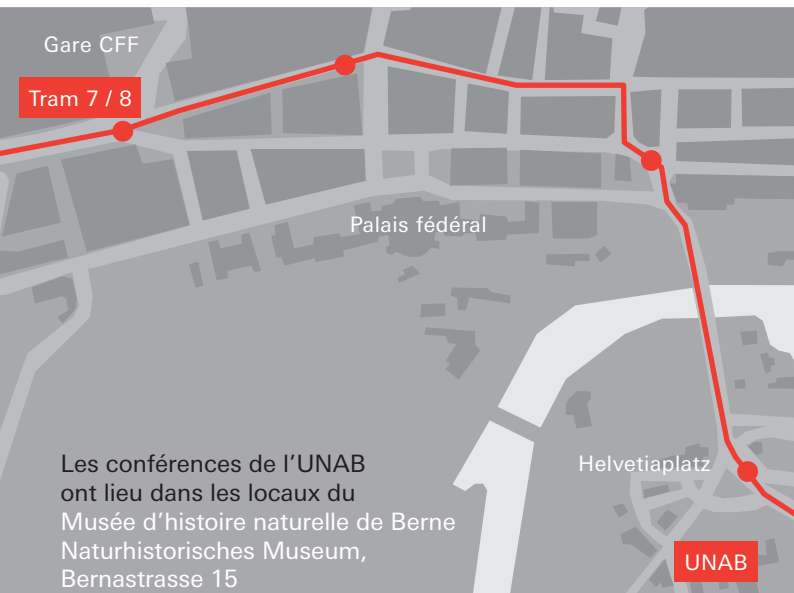 Gare CFF
Tram 7 / 8
Palais fédéral
Helvetiaplatz
Les conférences de l'UNAB
ont lieu dans les locaux du
Musée d'histoire naturelle de Berne
Naturhistorisches Museum,
Bernastrasse 15
UNAB